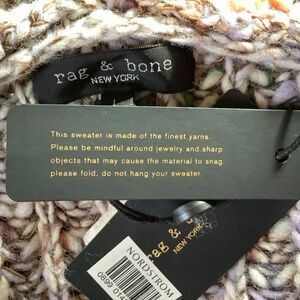 rag & bone
NEW YORK
This sweater is made of the finest yarns.
Please be mindful around jewelry and sharp
objects that may cause the material to snag.
please fold, do not hang your sweater.
rag & bone
NEW YORK
NORDSTROM